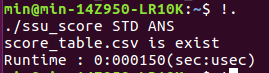 min@min-14Z950-LR10K:~$ !.
./ssu_score STD ANS
score_table.csv is exist
Runtime : 0:000150(sec:usec)